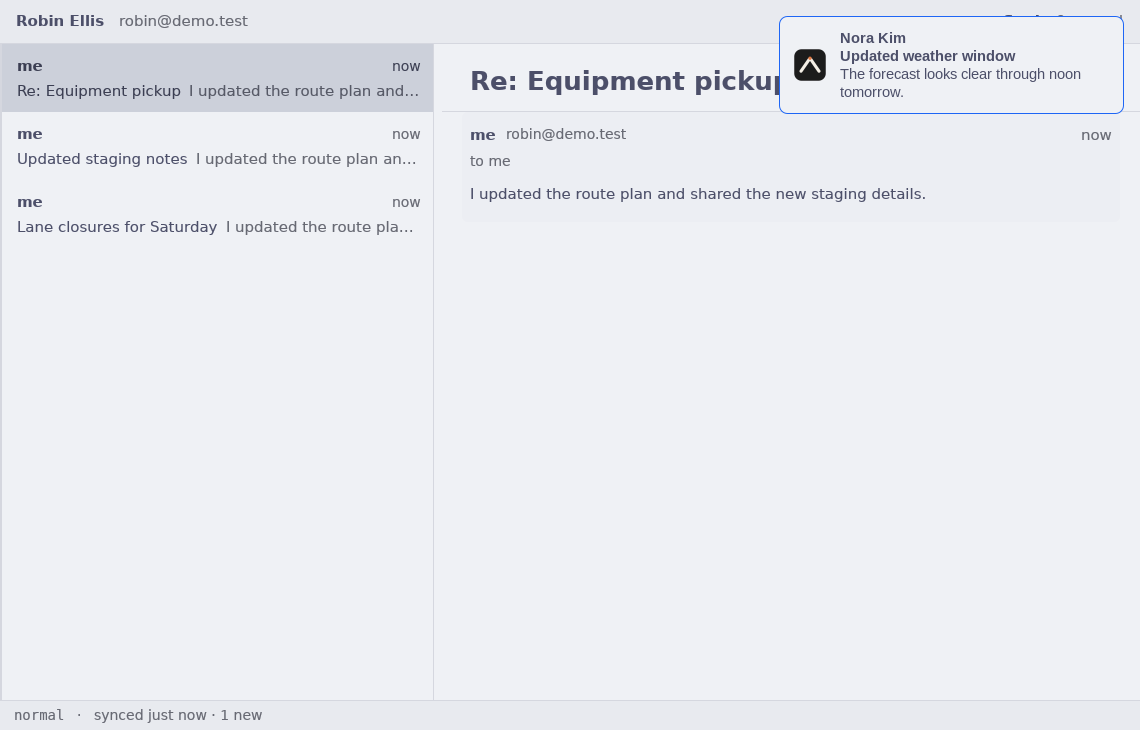 Robin Ellis robin@demo.test
me now
Re: Equipment pickup I updated the route plan and…
me now
Updated staging notes I updated the route plan an…
me now
Lane closures for Saturday I updated the route pla…
Re: Equipment pickup
me robin@demo.test now
to me
I updated the route plan and shared the new staging details.
Nora Kim
Updated weather window
The forecast looks clear through noon
tomorrow.
normal · synced just now · 1 new